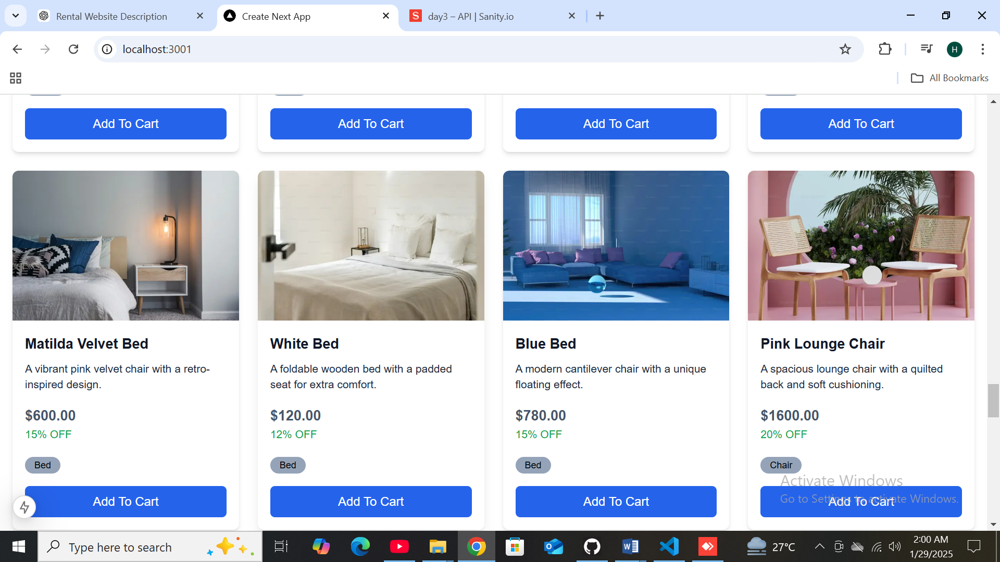 Rental Website Description
Create Next App
S
day3 – API | Sanity.io
localhost:3001
H
All Bookmarks
Add To Cart
Add To Cart
Add To Cart
Add To Cart
Matilda Velvet Bed
A vibrant pink velvet chair with a retro-
inspired design.
$600.00
15% OFF
Bed
Add To Cart
White Bed
A foldable wooden bed with a padded
seat for extra comfort.
$120.00
12% OFF
Bed
Add To Cart
Blue Bed
A modern cantilever chair with a unique
floating effect.
$780.00
15% OFF
Bed
Add To Cart
Pink Lounge Chair
A spacious lounge chair with a quilted
back and soft cushioning.
$1600.00
20% OFF
Chair
Add To Cart
Activate Windows
Go to Settings to activate Windows.
Type here to search
27°C
2:00 AM
1/29/2025